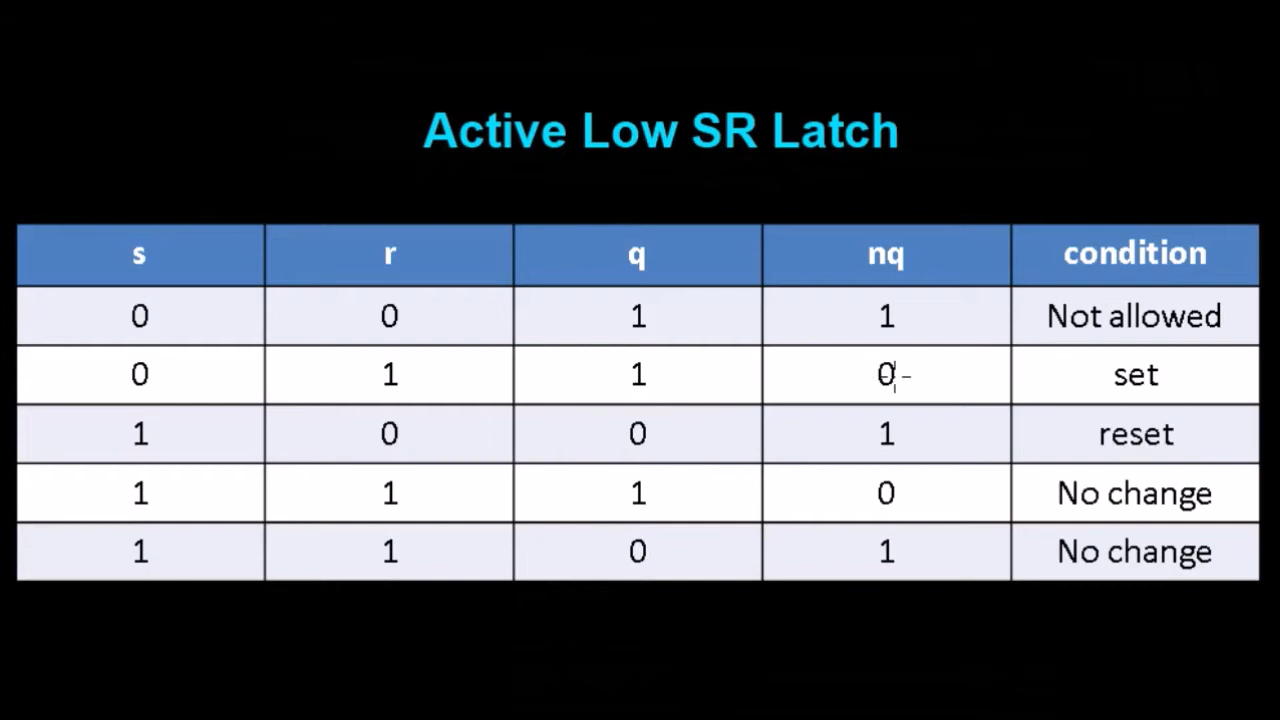 Active Low SR Latch
s r q nq condition
0 0 1 1 Not allowed
0 1 1 0 set
1 0 0 1 reset
1 1 1 0 No change
1 1 0 1 No change